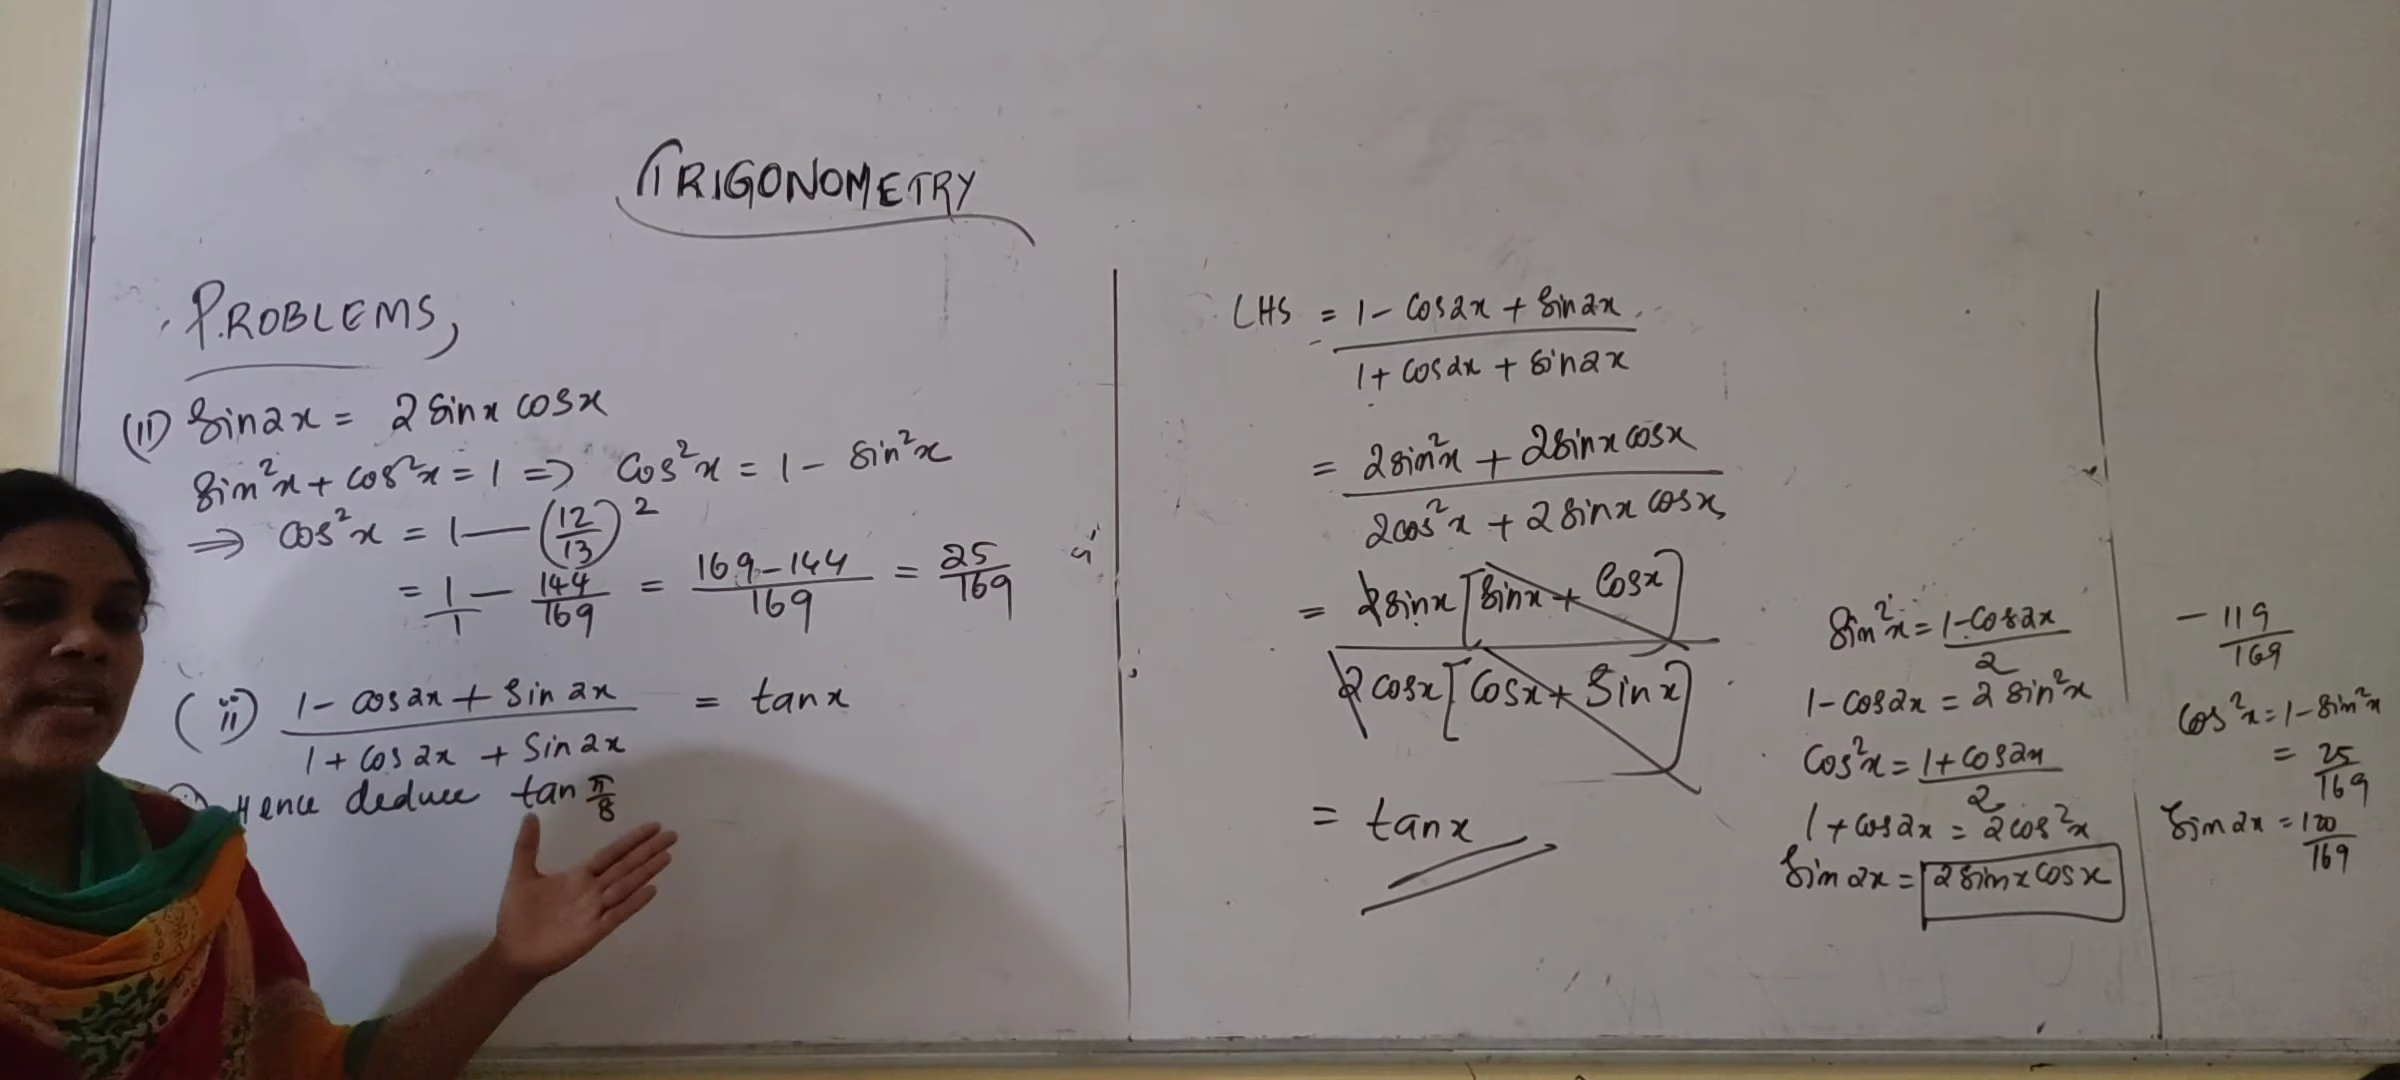 TRIGONOMETRY
PROBLEMS,
(ii) Sin2x = 2 Sinx cosx
Sin²x + cos²x = 1 => Cos²x = 1 - Sin²x
=> cos²x = 1 - (12/13)²
= 1/1 - 144/169 = 169-144/169 = 25/169
(ii) 1 - cos2x + Sin2x / 1 + Cos2x + Sin2x = tanx
Hence deduce tan π/8
LHS = 1 - Cos2x + Sin2x / 1 + Cos2x + Sin2x
= 2sin²x + 2sinx cosx / 2cos²x + 2sinx cosx
= 2sinx [Sinx + Cosx] / 2cosx [Cosx + Sinx]
= tanx
Sin²x = 1-Cos2x / 2
1-Cos2x = 2 Sin²x
Cos²x = 1+Cos2x / 2
1+cos2x = 2cos²x
Sin2x = 2 Sinx cosx
- 119/169
Cos²x = 1-Sin²x
= 25/169
Sin2x = 120/169